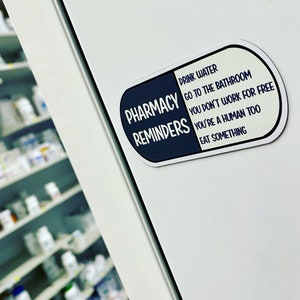 PHARMACY
REMINDERS
DRINK WATER
GO TO THE BATHROOM
YOU DON'T WORK FOR FREE
YOU'RE A HUMAN TOO
EAT SOMETHING